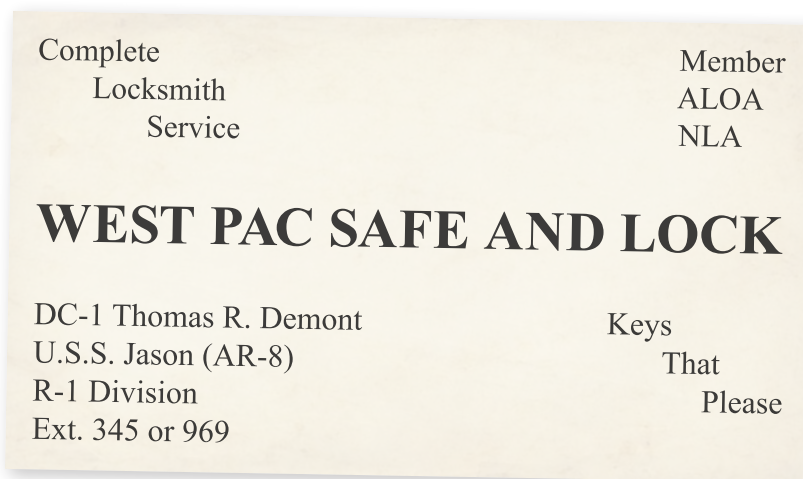 Complete
Locksmith
Service
Member
ALOA
NLA
WEST PAC SAFE AND LOCK
DC-1 Thomas R. Demont
U.S.S. Jason (AR-8)
R-1 Division
Ext. 345 or 969
Keys
That
Please